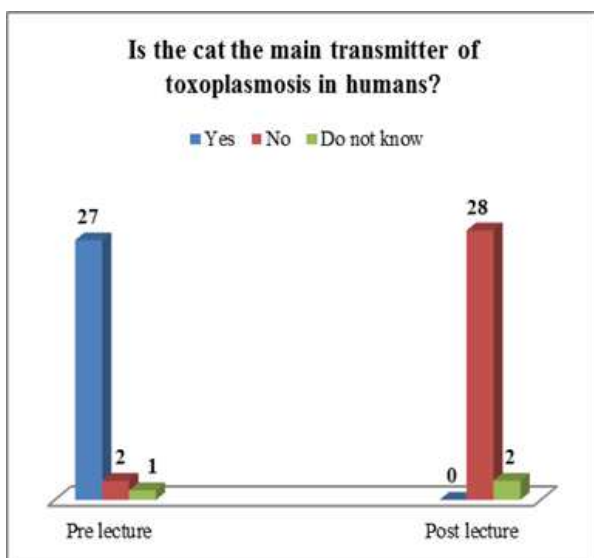 Is the cat the main transmitter of
toxoplasmosis in humans?
Yes No Do not know
27
2
1
0
28
2
Pre lecture
Post lecture